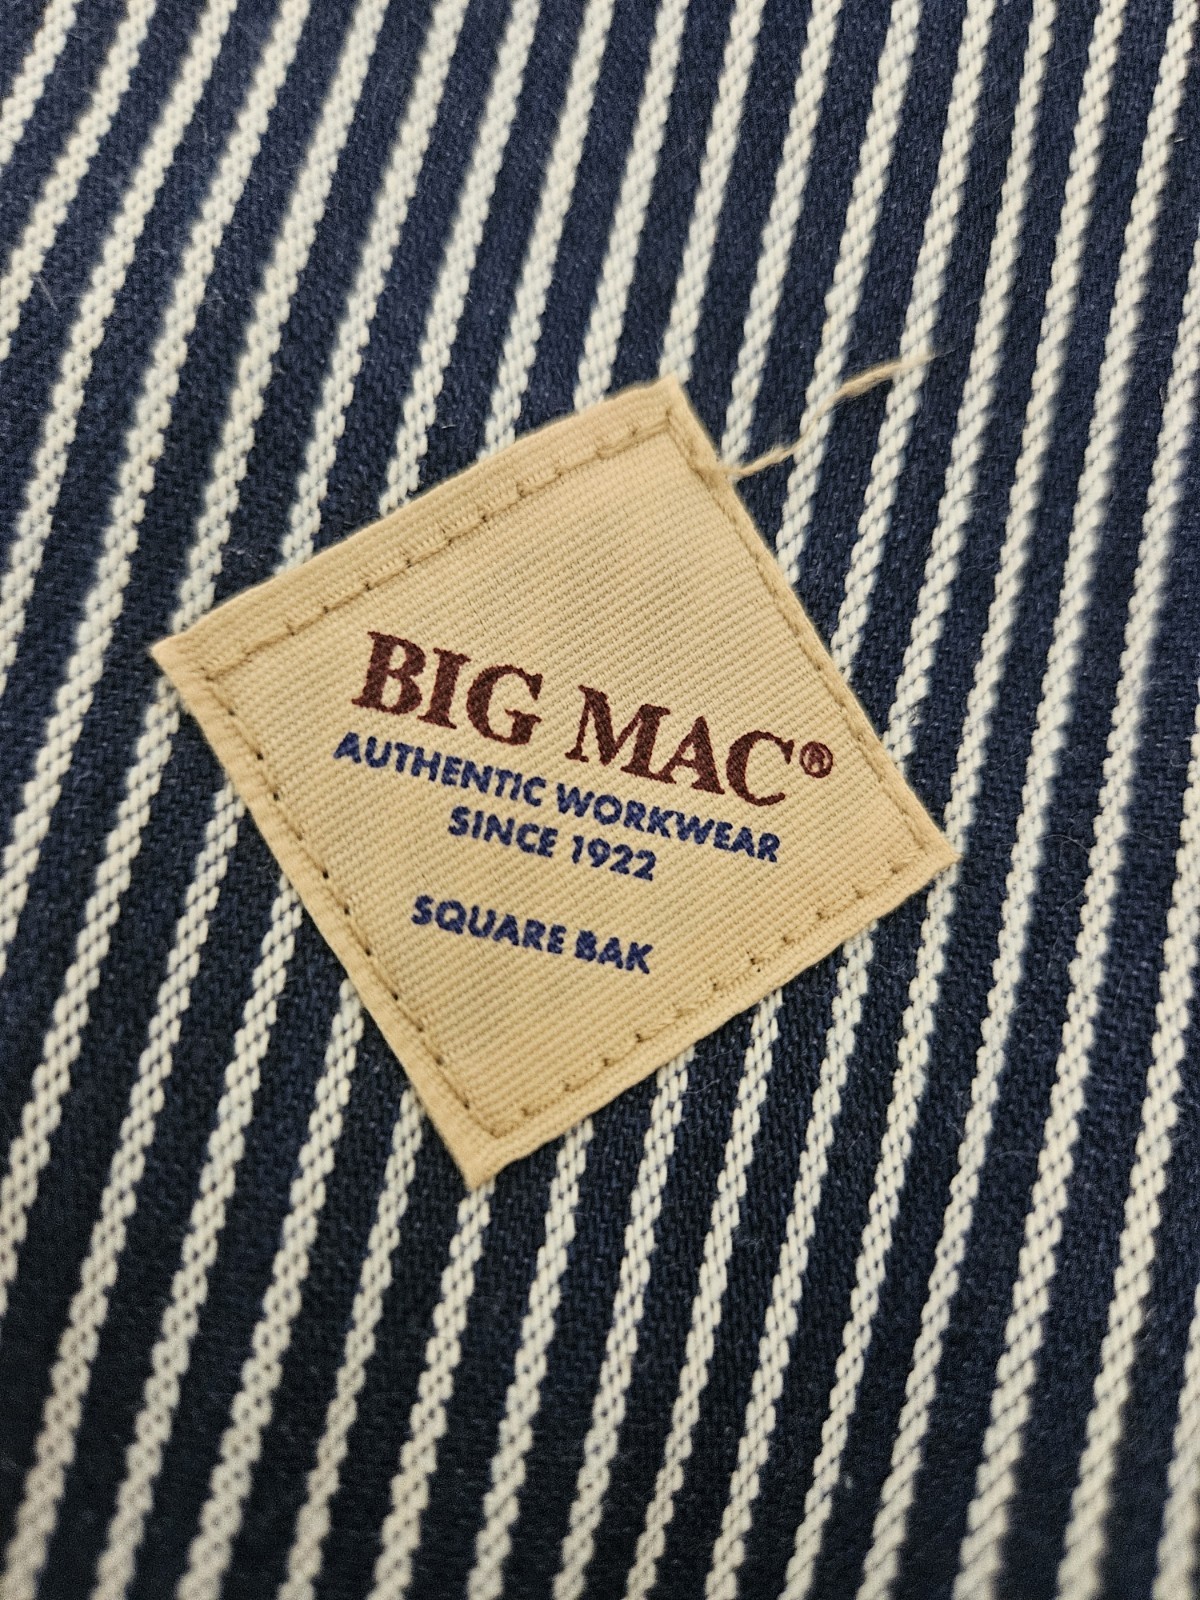 BIG MAC®
AUTHENTIC WORKWEAR
SINCE 1922
SQUARE BAK